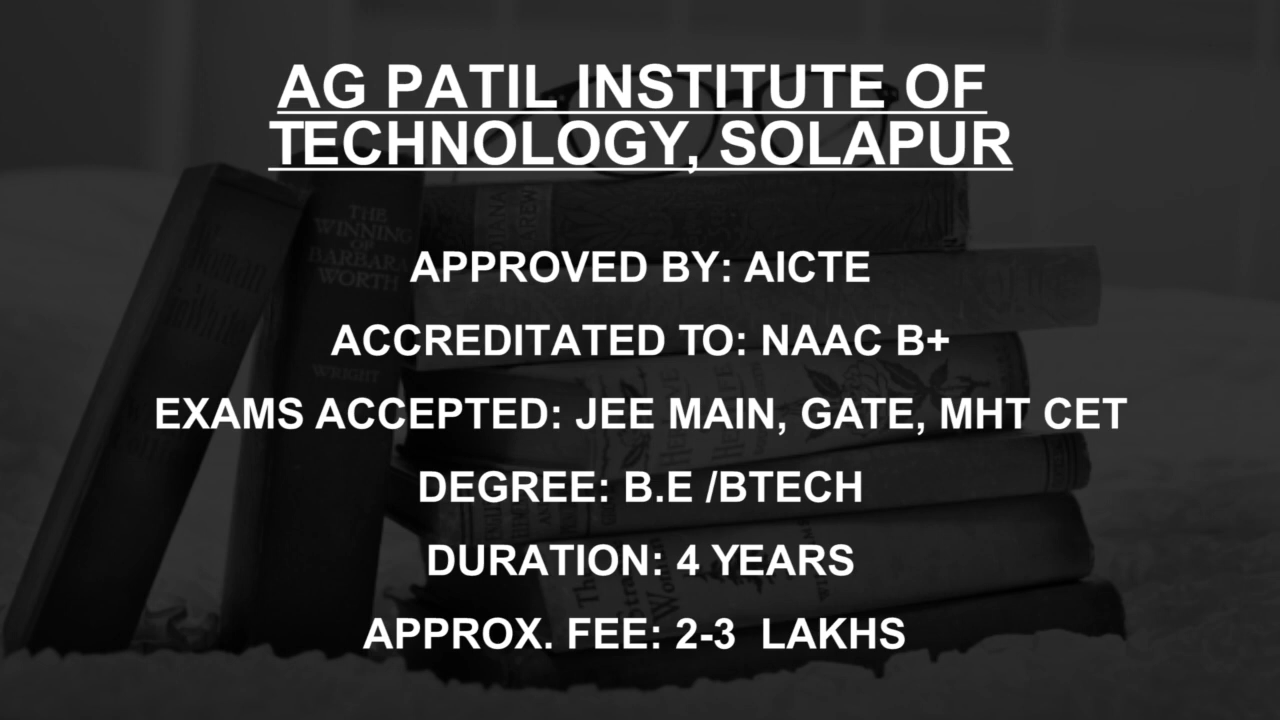 AG PATIL INSTITUTE OF
TECHNOLOGY, SOLAPUR
APPROVED BY: AICTE
ACCREDITATED TO: NAAC B+
EXAMS ACCEPTED: JEE MAIN, GATE, MHT CET
DEGREE: B.E /BTECH
DURATION: 4 YEARS
APPROX. FEE: 2-3 LAKHS
THE
WINNING
OF
BARBARA
WORTH
WRIGHT